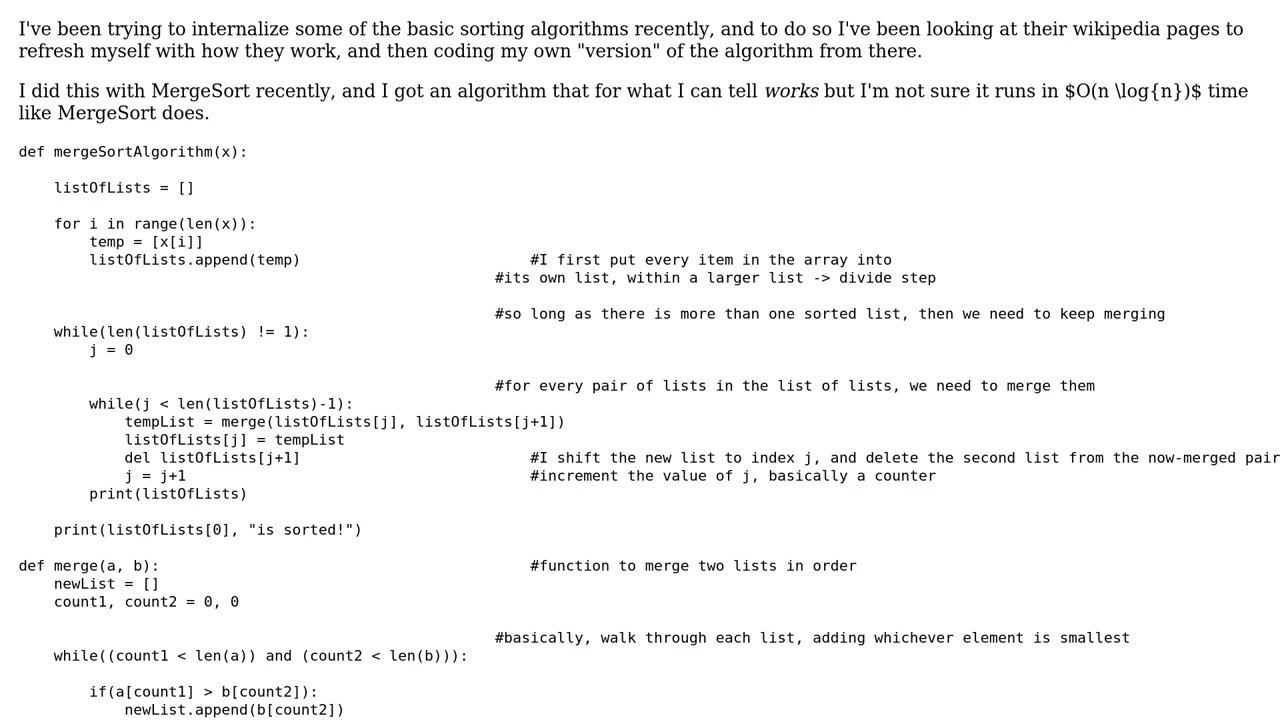 I've been trying to internalize some of the basic sorting algorithms recently, and to do so I've been looking at their wikipedia pages to
refresh myself with how they work, and then coding my own "version" of the algorithm from there.
I did this with MergeSort recently, and I got an algorithm that for what I can tell works but I'm not sure it runs in $O(n \log{n})$ time
like MergeSort does.
def mergeSortAlgorithm(x):
    listOfLists = []
    for i in range(len(x)):
        temp = [x[i]]
        listOfLists.append(temp)                          #I first put every item in the array into
                                                      #its own list, within a larger list -> divide step
                                                      #so long as there is more than one sorted list, then we need to keep merging
    while(len(listOfLists) != 1):
        j = 0
                                                      #for every pair of lists in the list of lists, we need to merge them
        while(j < len(listOfLists)-1):
            tempList = merge(listOfLists[j], listOfLists[j+1])
            listOfLists[j] = tempList
            del listOfLists[j+1]                          #I shift the new list to index j, and delete the second list from the now-merged pair
            j = j+1                                       #increment the value of j, basically a counter
        print(listOfLists)
    print(listOfLists[0], "is sorted!")
def merge(a, b):                                          #function to merge two lists in order
    newList = []
    count1, count2 = 0, 0
                                                      #basically, walk through each list, adding whichever element is smallest
    while((count1 < len(a)) and (count2 < len(b))):
        if(a[count1] > b[count2]):
            newList.append(b[count2])